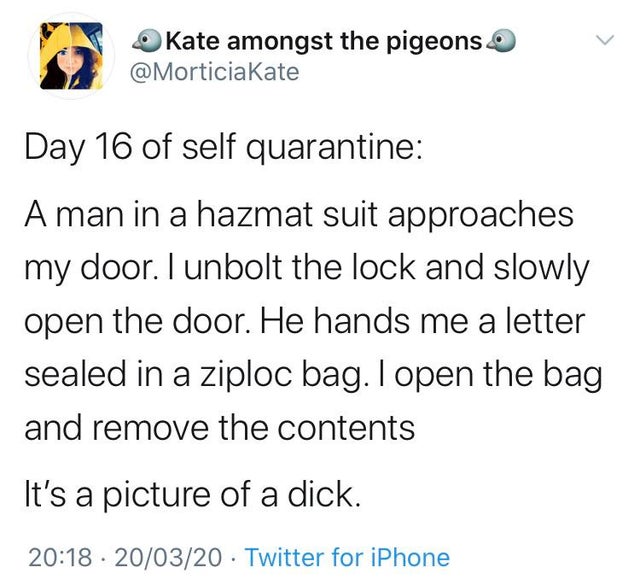 Kate amongst the pigeons
@MorticiaKate
Day 16 of self quarantine:
A man in a hazmat suit approaches
my door. I unbolt the lock and slowly
open the door. He hands me a letter
sealed in a ziploc bag. I open the bag
and remove the contents
It's a picture of a dick.
20:18 · 20/03/20 · Twitter for iPhone